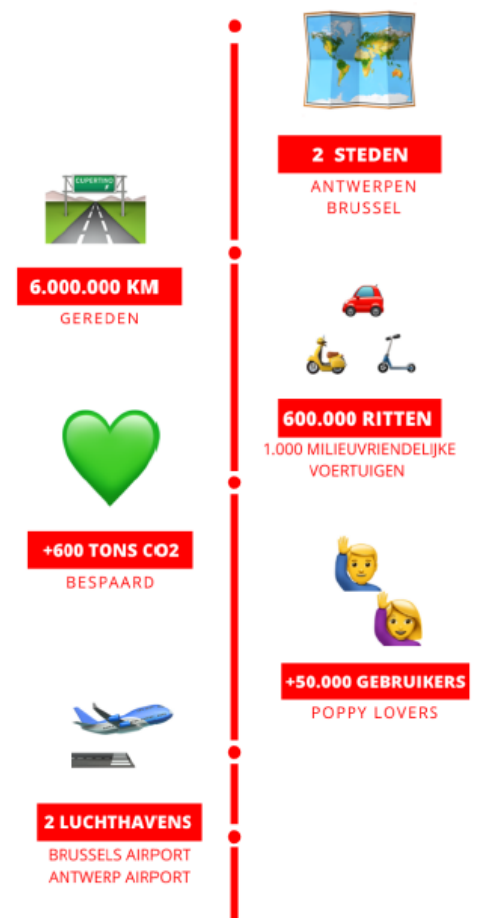 2 STEDEN
ANTWERPEN
BRUSSEL
CUPERTINO
6.000.000 KM
GEREDEN
600.000 RITTEN
1.000 MILIEUVRIENDELIJKE
VOERTUIGEN
+600 TONS CO2
BESPAARD
+50.000 GEBRUIKERS
POPPY LOVERS
2 LUCHTHAVENS
BRUSSELS AIRPORT
ANTWERP AIRPORT